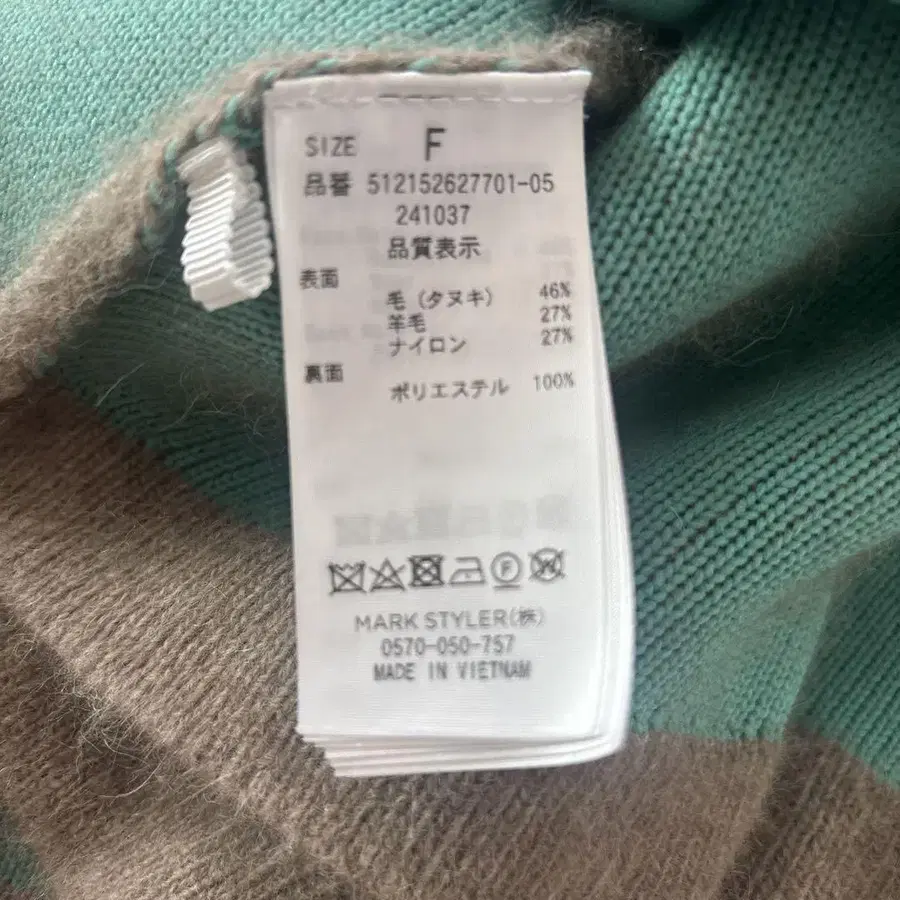 SIZE F
品番 512152627701-05
241037
品質表示
表面
毛(タヌキ) 46%
羊毛 27%
ナイロン 27%
裏面
ポリエステル 100%
F W
MARK STYLER(株)
0570-050-757
MADE IN VIETNAM